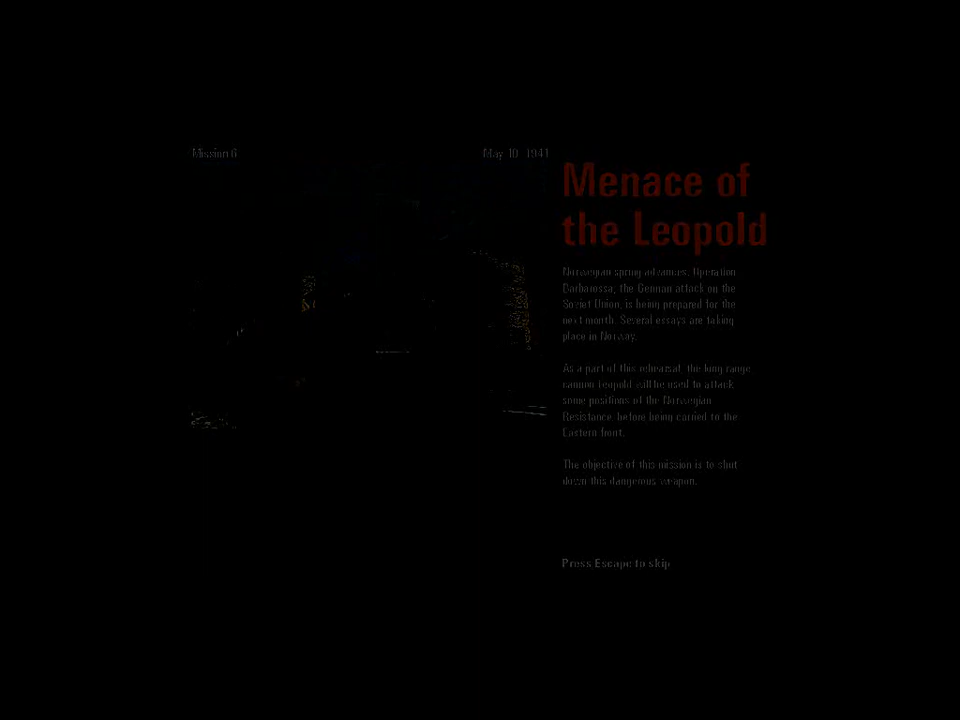 Mission 6
May 10, 1941
Menace of
the Leopold
Norwegian spring advances. Operation
Barbarossa, the German attack on the
Soviet Union, is being prepared for the
next month. Several essays are taking
place in Norway.
As a part of this rehearsal, the long range
cannon Leopold will be used to attack
some positions of the Norwegian
Resistance, before being carried to the
Eastern front.
The objective of this mission is to shut
down this dangerous weapon.
Press Escape to skip